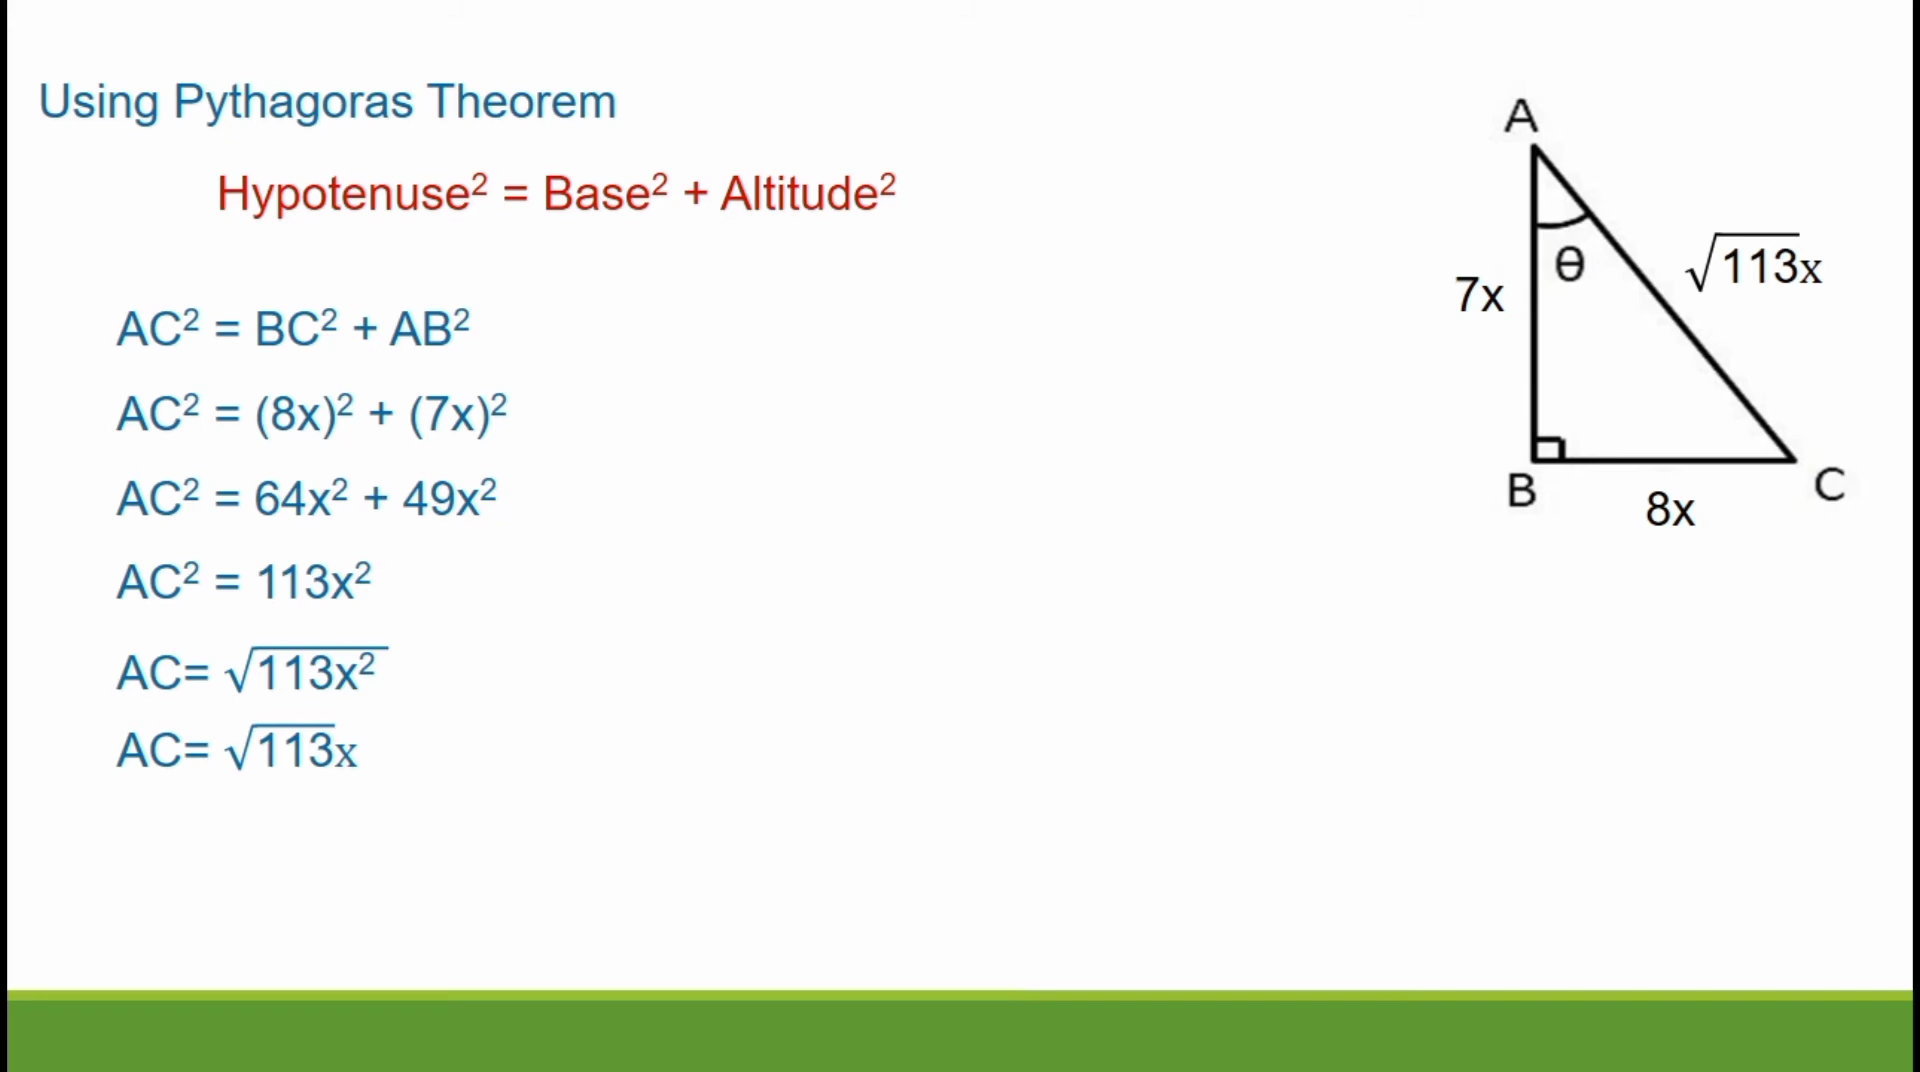 Using Pythagoras Theorem
Hypotenuse² = Base² + Altitude²
AC² = BC² + AB²
AC² = (8x)² + (7x)²
AC² = 64x² + 49x²
AC² = 113x²
AC= √113x²
AC= √113x
A
θ
7x
√113x
B
8x
C